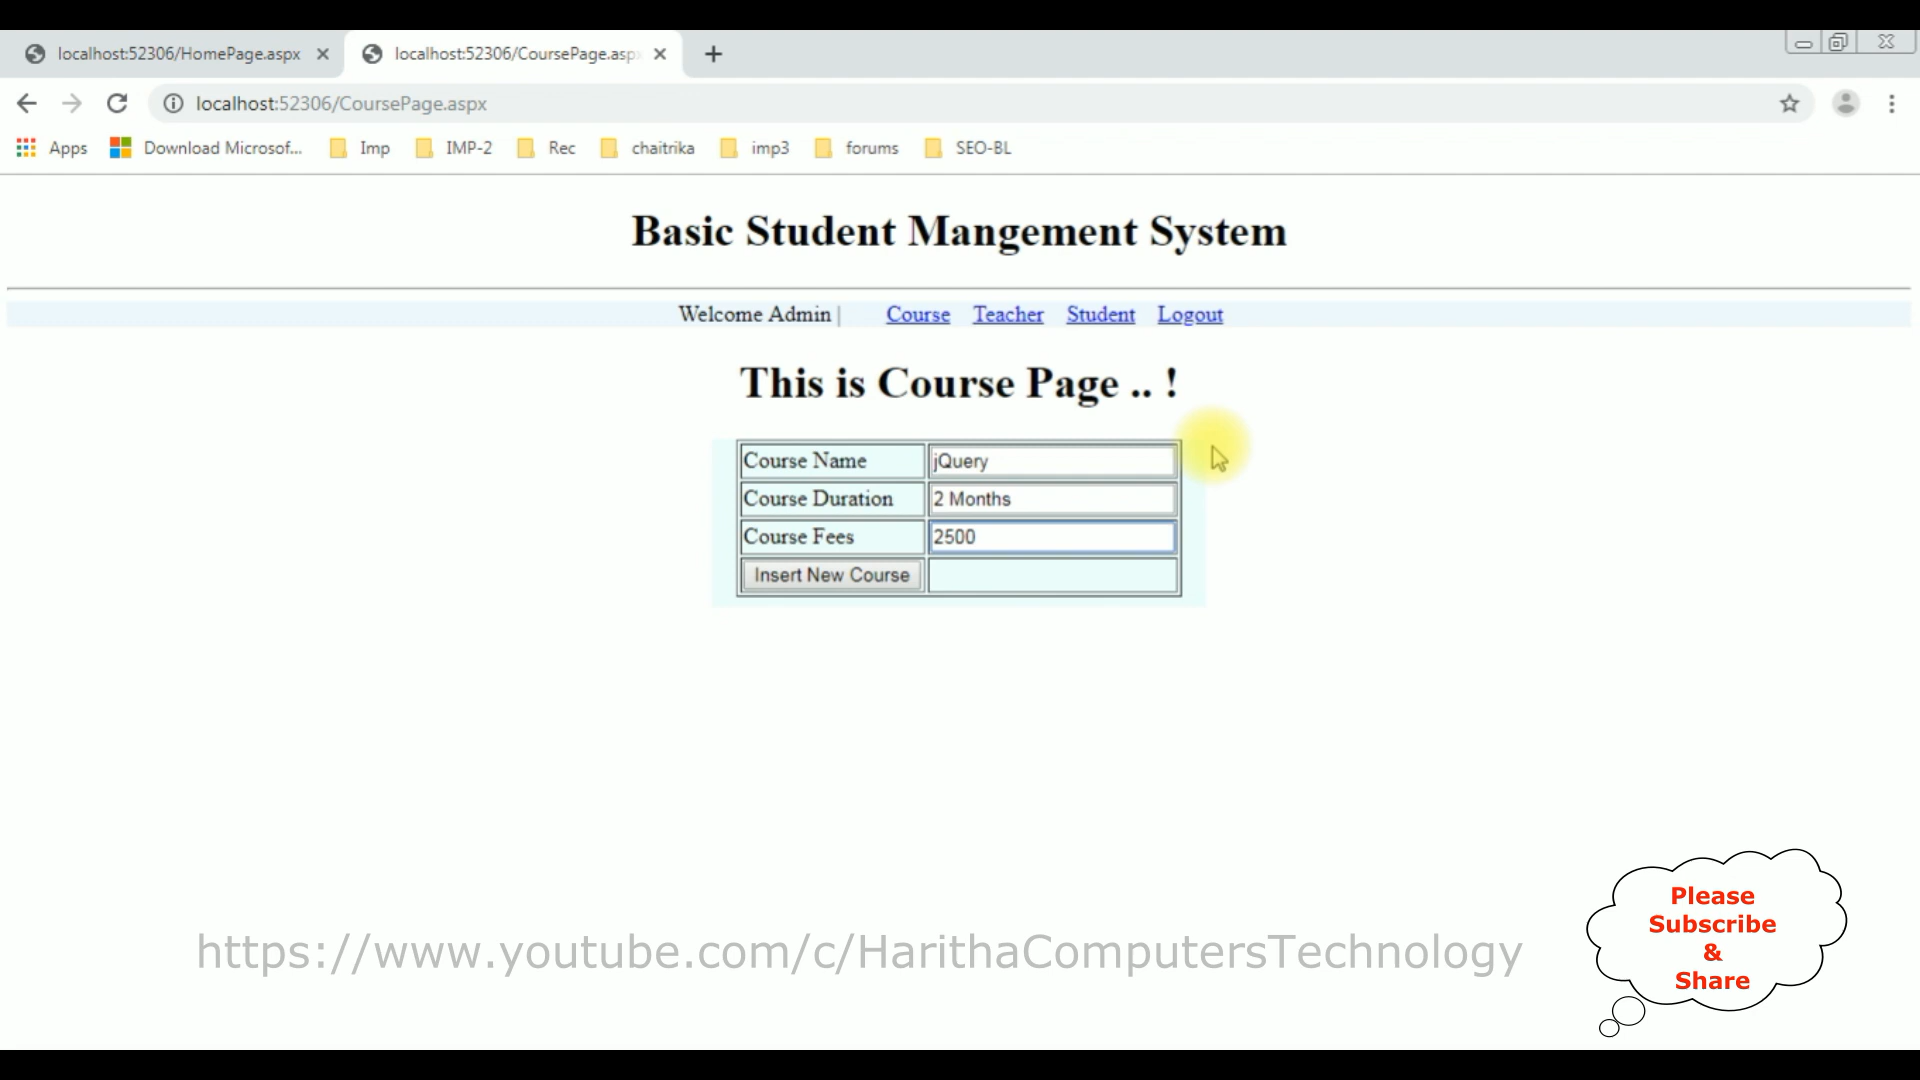 localhost:52306/HomePage.aspx
localhost:52306/CoursePage.asp
localhost:52306/CoursePage.aspx
Apps Download Microsof... Imp IMP-2 Rec chaitrika imp3 forums SEO-BL
Basic Student Mangement System
Welcome Admin | Course Teacher Student Logout
This is Course Page .. !
Course Name jQuery
Course Duration 2 Months
Course Fees 2500
Insert New Course
Please
Subscribe
&
Share
https://www.youtube.com/c/HarithaComputersTechnology